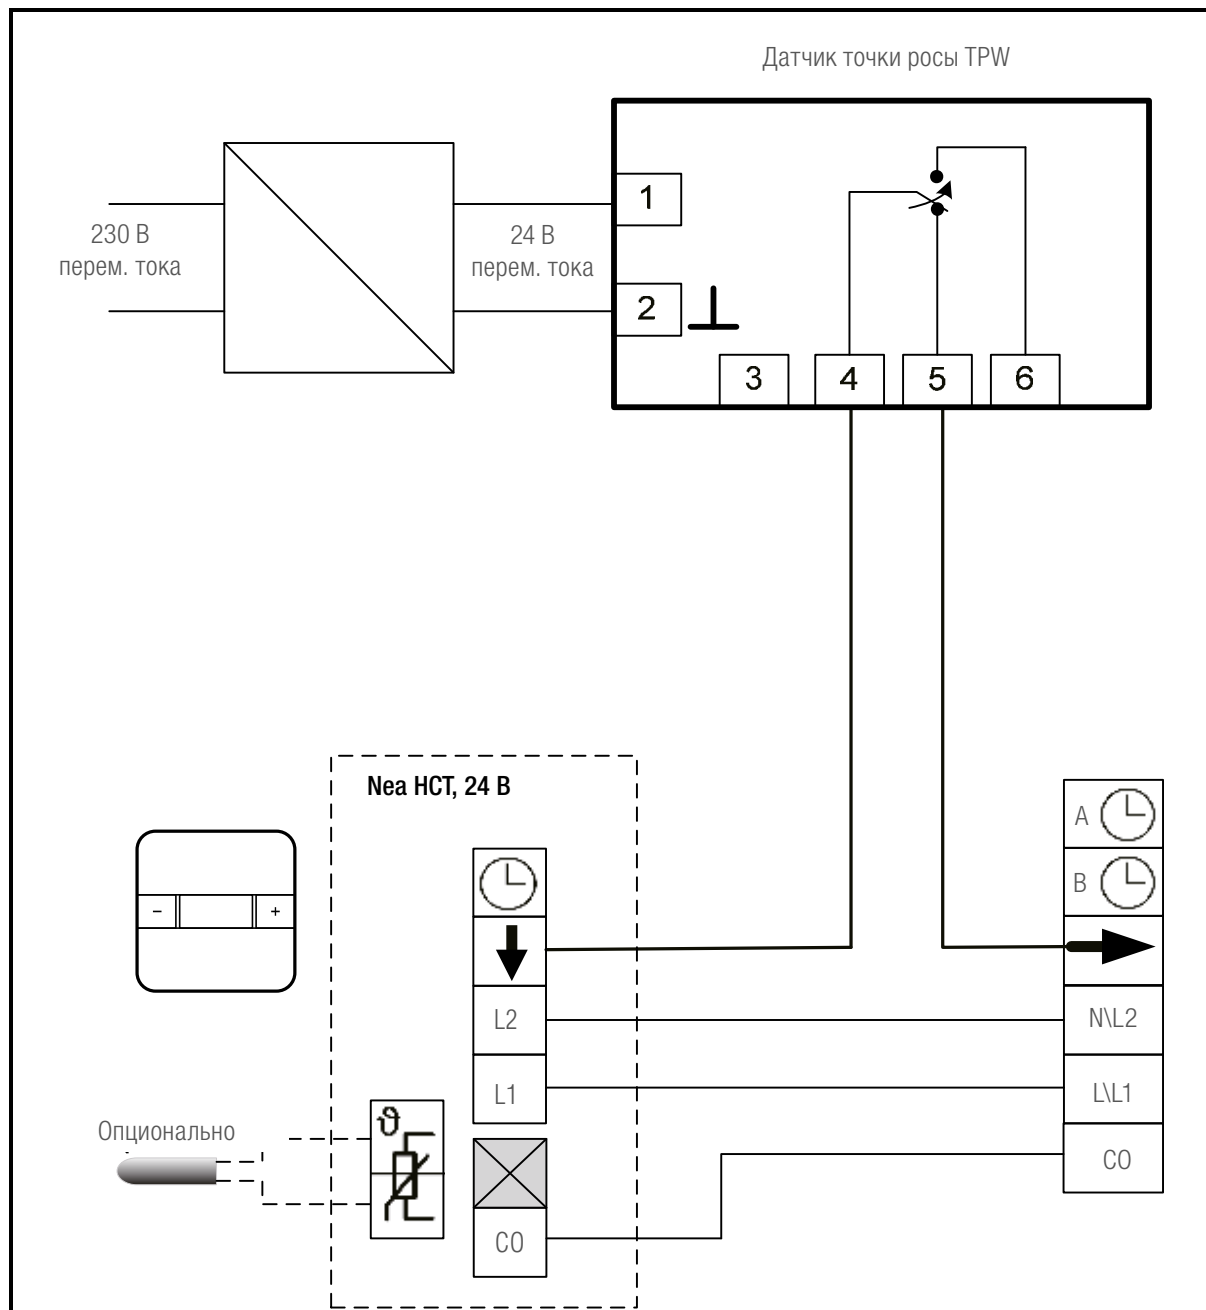 Датчик точки росы TPW
1
230 В
перем. тока
24 В
перем. тока
2
3 4 5 6
Nea HCT, 24 В
A
B
- +
L2
N\L2
L1
L\L1
Опционально
ϑ
CO
CO